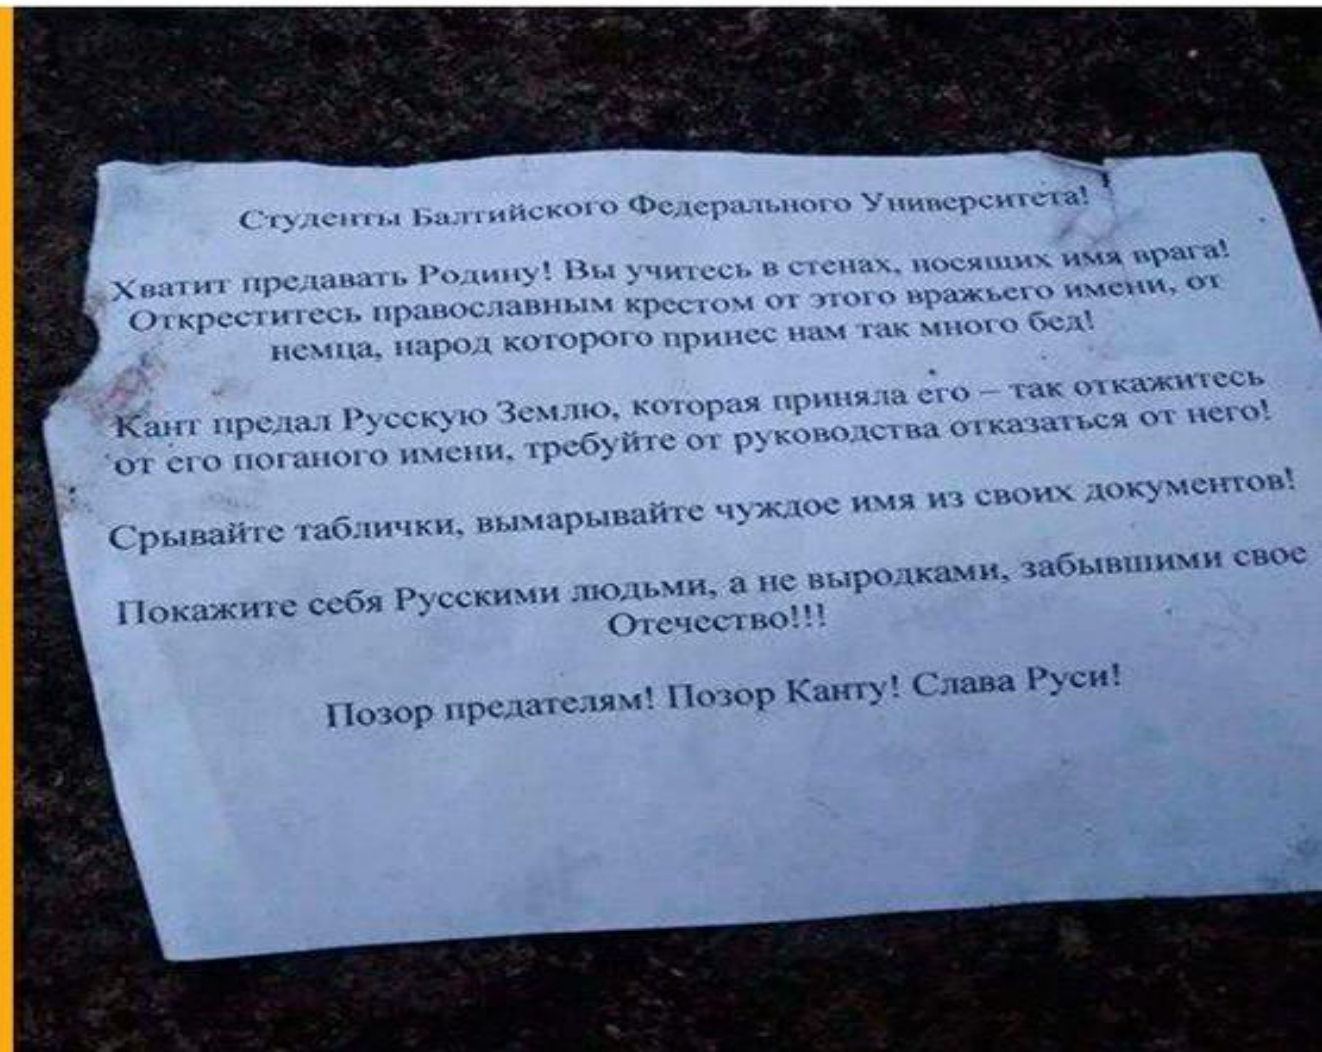 Студенты Балтийского Федерального Университета!
Хватит предавать Родину! Вы учитесь в стенах, носящих имя врага!
Откреститесь православным крестом от этого вражьего имени, от
немца, народ которого принес нам так много бед!
Кант предал Русскую Землю, которая приняла его – так откажитесь
от его поганого имени, требуйте от руководства отказаться от него!
Срывайте таблички, вымарывайте чуждое имя из своих документов!
Покажите себя Русскими людьми, а не выродками, забывшими свое
Отечество!!!
Позор предателям! Позор Канту! Слава Руси!